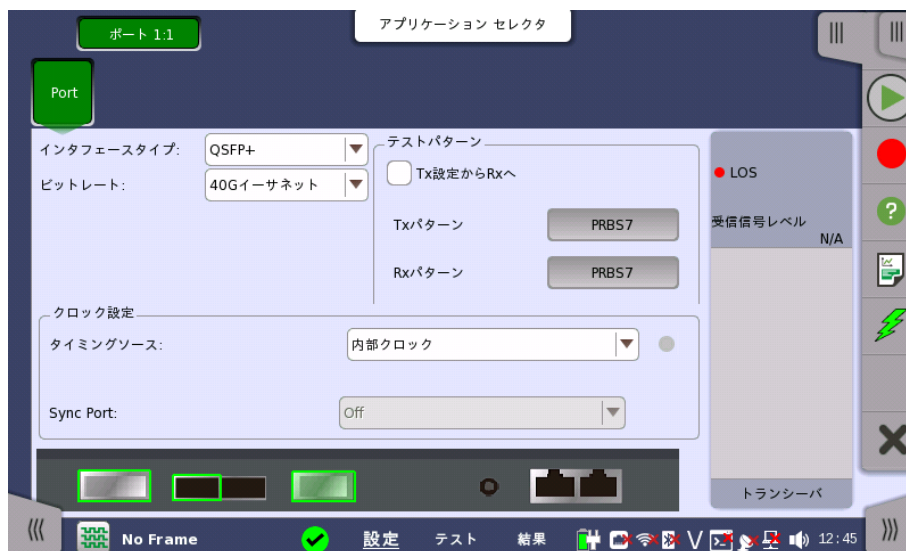 アプリケーション セレクタ
ポート 1:1
Port
インタフェースタイプ:
QSFP+
ビットレート:
40Gイーサネット
テストパターン
Tx設定からRxへ
Txパターン
PRBS7
Rxパターン
PRBS7
LOS
受信信号レベル
N/A
クロック設定
タイミングソース:
内部クロック
Sync Port:
Off
トランシーバ
No Frame
設定
テスト
結果
12:45